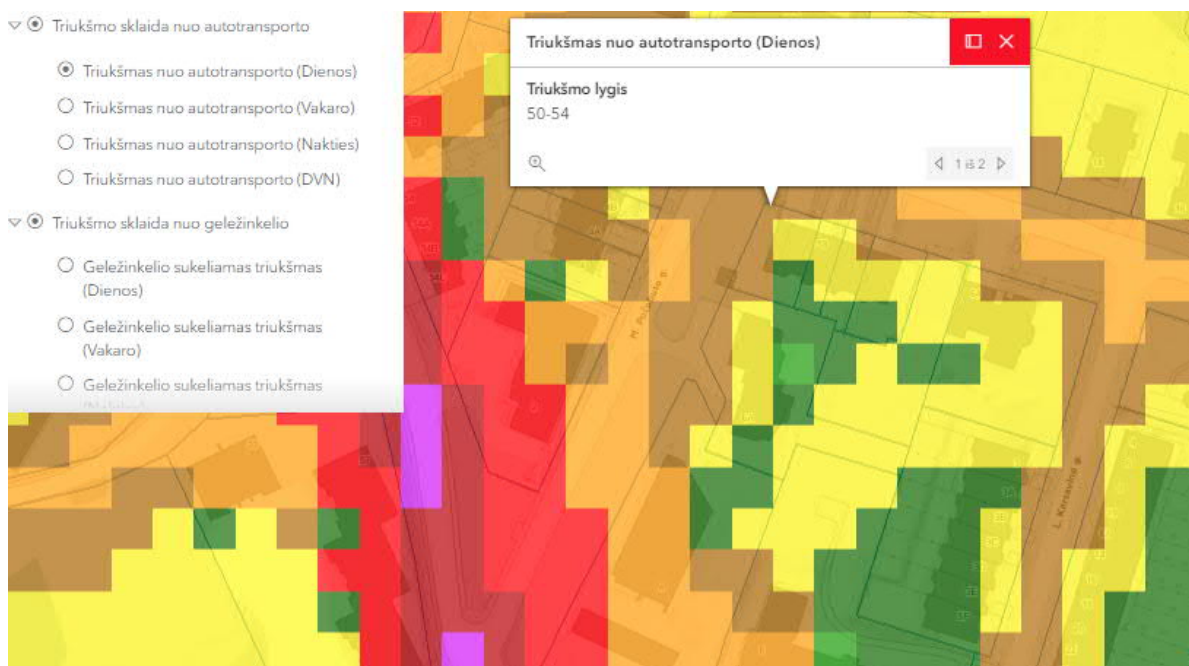 Triukšmo sklaida nuo autotransporto
Triukšmas nuo autotransporto (Dienos)
Triukšmas nuo autotransporto (Vakaro)
Triukšmas nuo autotransporto (Nakties)
Triukšmas nuo autotransporto (DVN)
Triukšmo sklaida nuo geležinkelio
Geležinkelio sukeliamas triukšmas
(Dienos)
Geležinkelio sukeliamas triukšmas
(Vakaro)
Geležinkelio sukeliamas triukšmas
Triukšmas nuo autotransporto (Dienos)
Triukšmo lygis
50-54
1 iš 2
L. Karsavino g.